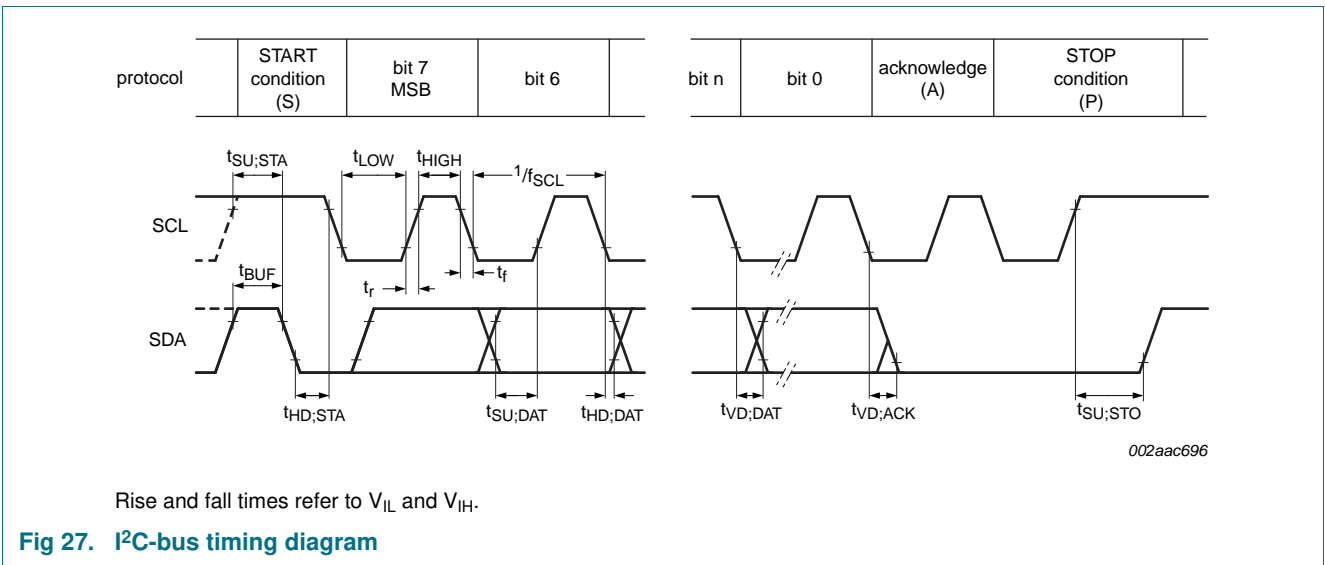 protocol
START
condition
(S)
bit 7
MSB
bit 6
bit n
bit 0
acknowledge
(A)
STOP
condition
(P)
tSU;STA
tLOW
tHIGH
1/fSCL
SCL
tBUF
tr
tf
SDA
tHD;STA
tSU;DAT
tHD;DAT
tVD;DAT
tVD;ACK
tSU;STO
002aac696
Rise and fall times refer to VIL and VIH.
Fig 27. I2C-bus timing diagram